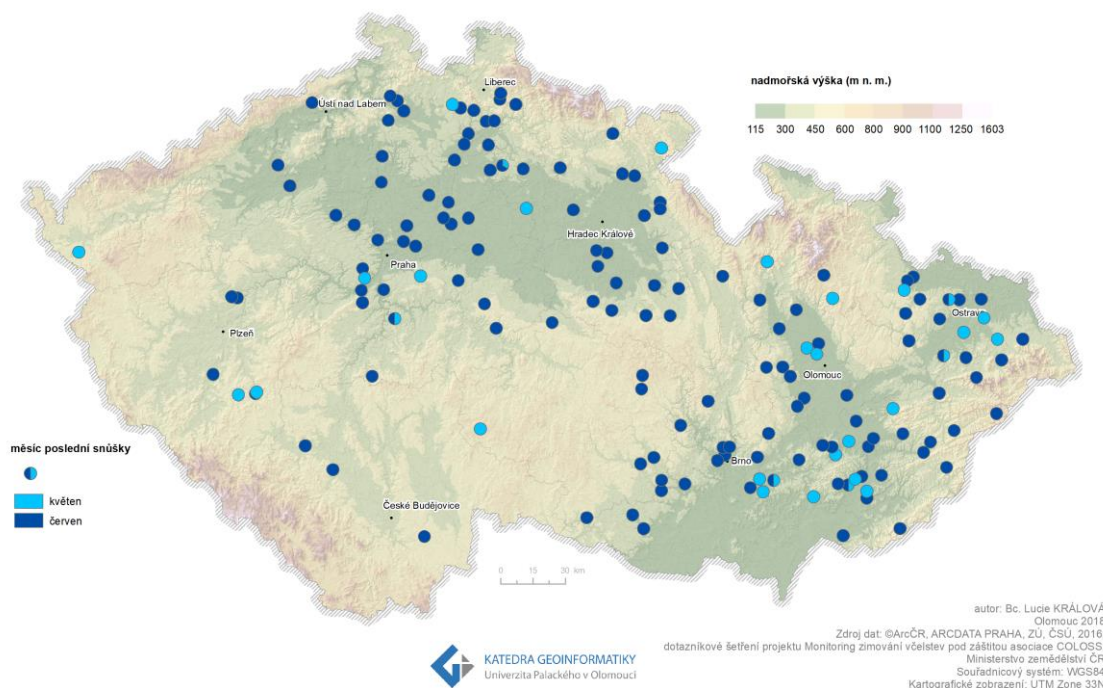 Liberec
nadmořská výška (m n. m.)
115 300 450 600 800 900 1100 1250 1603
Ústí nad Labem
Hradec Králové
Praha
Plzeň
Ostrava
Olomouc
měsíc poslední snůšky
květen
červen
Brno
České Budějovice
0 15 30 km
autor: Bc. Lucie KRÁLOVÁ
Olomouc 2018
Zdroj dat: ©ArcČR, ARCDATA PRAHA, ZÚ, ČSÚ, 2016,
dotazníkové šetření projektu Monitoring zimování včelstev pod záštitou asociace COLOSS,
Ministerstvo zemědělství ČR
Souřadnicový systém: WGS84
Kartografické zobrazení: UTM Zone 33N
KATEDRA GEOINFORMATIKY
Univerzita Palackého v Olomouci